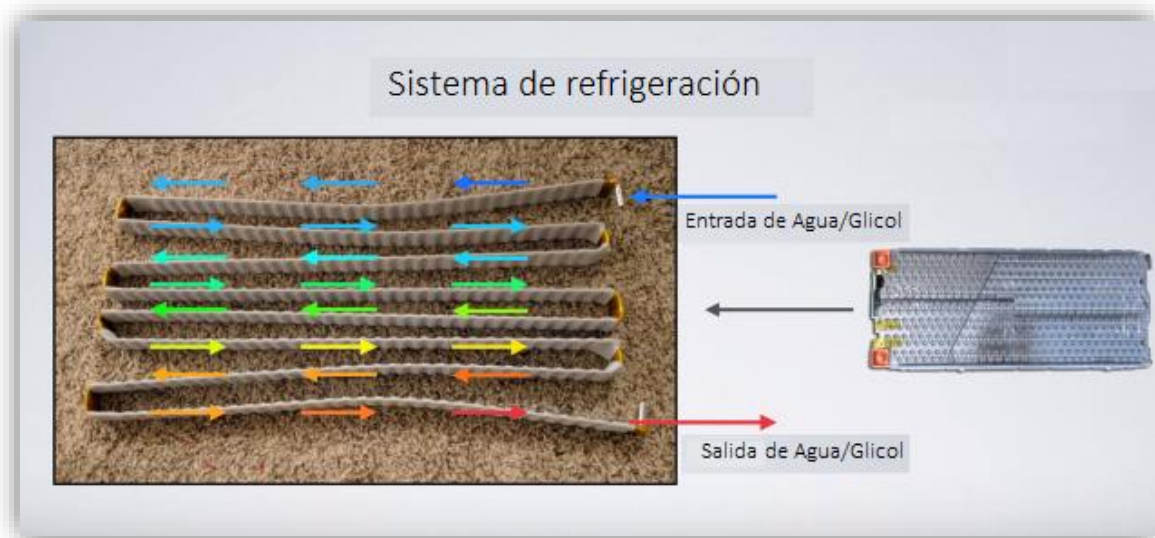 Sistema de refrigeración
Entrada de Agua/Glicol
Salida de Agua/Glicol